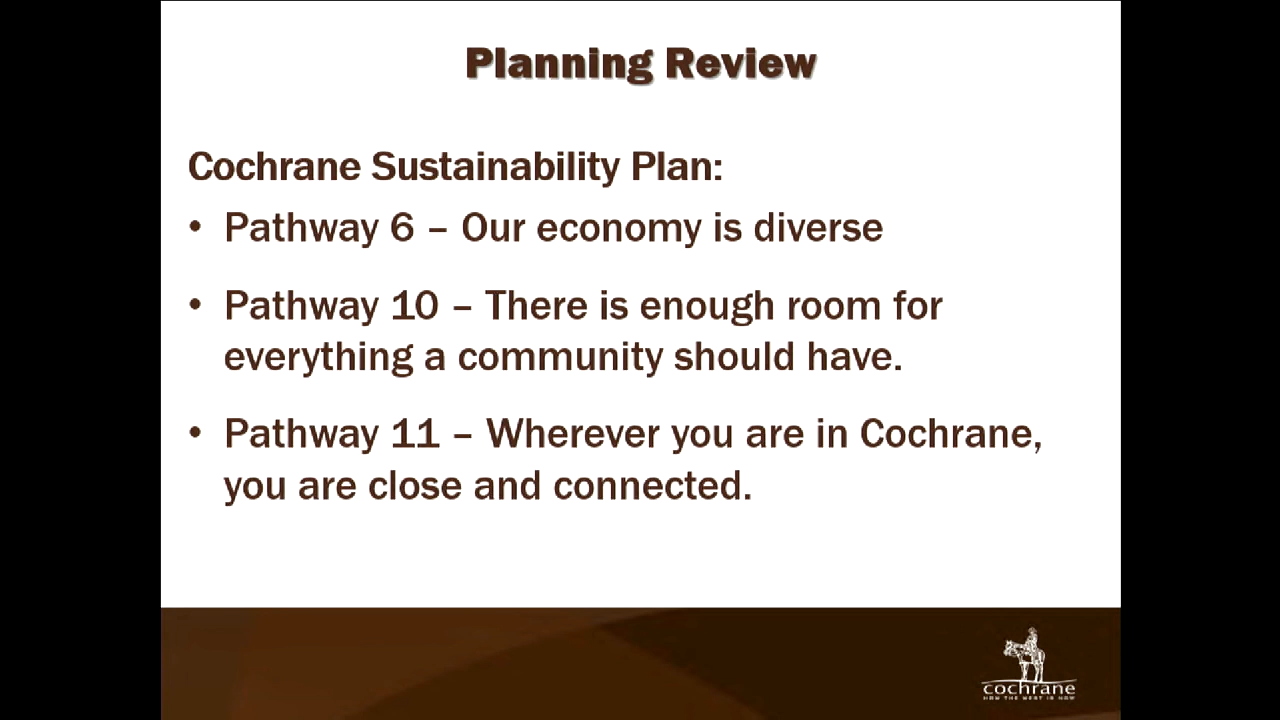 Planning Review
Cochrane Sustainability Plan:
• Pathway 6 – Our economy is diverse
• Pathway 10 – There is enough room for
everything a community should have.
• Pathway 11 – Wherever you are in Cochrane,
you are close and connected.
cochrane
HOW THE WEST IS NOW